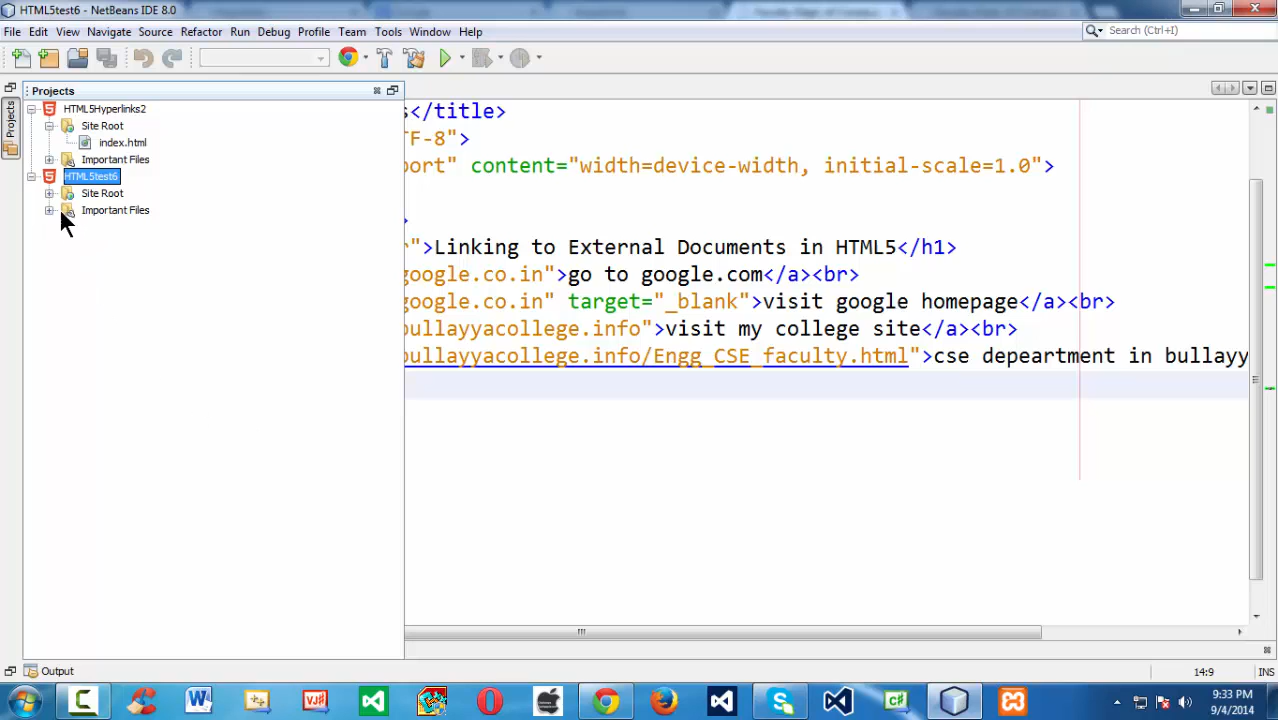 HTML5test6 - NetBeans IDE 8.0
File Edit View Navigate Source Refactor Run Debug Profile Team Tools Window Help
Search (Ctrl+I)
Projects
Projects
HTML5Hyperlinks2
Site Root
index.html
Important Files
HTML5test6
Site Root
Important Files
s</title>
TF-8">
port" content="width=device-width, initial-scale=1.0">
>
r">Linking to External Documents in HTML5</h1>
google.co.in">go to google.com</a><br>
google.co.in" target="_blank">visit google homepage</a><br>
bullayyacollege.info">visit my college site</a><br>
bullayyacollege.info/Engg_CSE_faculty.html">cse depeartment in bullayy
Output
14:9 INS
9:33 PM
9/4/2014